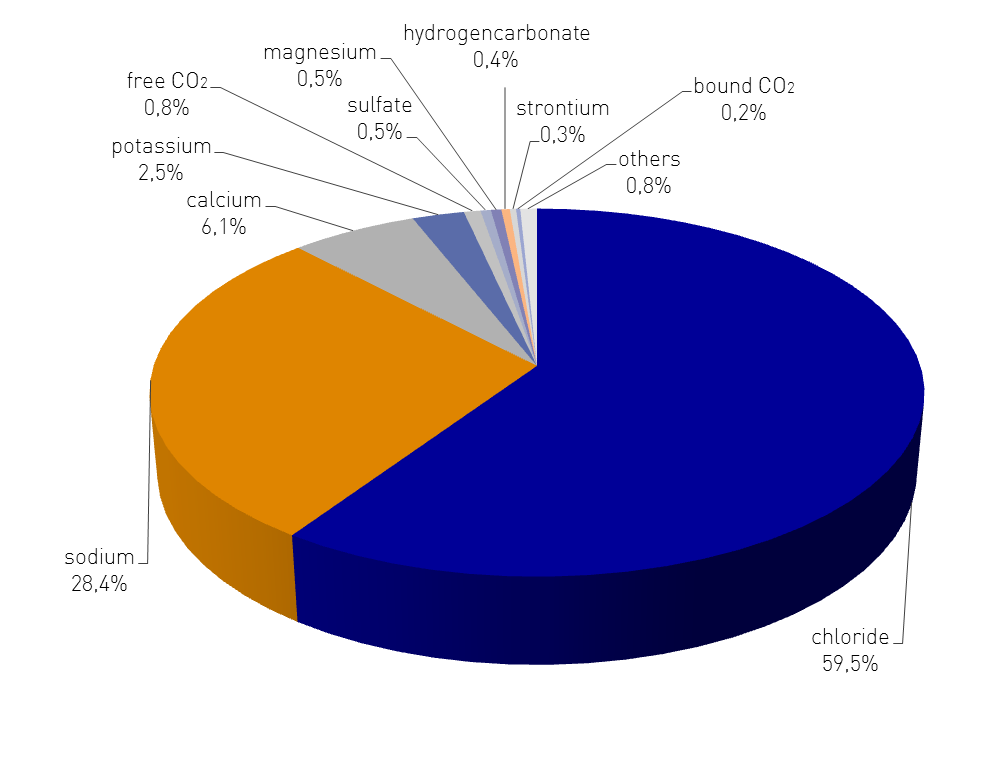 hydrogencarbonate
0,4%
magnesium
0,5%
free CO₂
0,8%
sulfate
0,5%
strontium
0,3%
bound CO₂
0,2%
potassium
2,5%
others
0,8%
calcium
6,1%
sodium
28,4%
chloride
59,5%